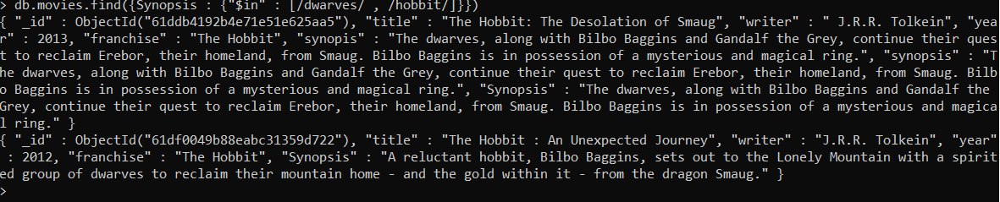 > db.movies.find({Synopsis : {"$in" : [/dwarves/ , /hobbit/]}})
{ "_id" : ObjectId("61ddb4192b4e71e51e625aa5"), "title" : "The Hobbit: The Desolation of Smaug", "writer" : " J.R.R. Tolkein", "yea
r" : 2013, "franchise" : "The Hobbit", "synopis" : "The dwarves, along with Bilbo Baggins and Gandalf the Grey, continue their ques
t to reclaim Erebor, their homeland, from Smaug. Bilbo Baggins is in possession of a mysterious and magical ring.", "synopsis" : "T
he dwarves, along with Bilbo Baggins and Gandalf the Grey, continue their quest to reclaim Erebor, their homeland, from Smaug. Bilb
o Baggins is in possession of a mysterious and magical ring.", "Synopsis" : "The dwarves, along with Bilbo Baggins and Gandalf the 
Grey, continue their quest to reclaim Erebor, their homeland, from Smaug. Bilbo Baggins is in possession of a mysterious and magica
l ring." }
{ "_id" : ObjectId("61df0049b88eabc31359d722"), "title" : "The Hobbit : An Unexpected Journey", "writer" : "J.R.R. Tolkein", "year"
 : 2012, "franchise" : "The Hobbit", "Synopsis" : "A reluctant hobbit, Bilbo Baggins, sets out to the Lonely Mountain with a spirit
ed group of dwarves to reclaim their mountain home - and the gold within it - from the dragon Smaug." }
>